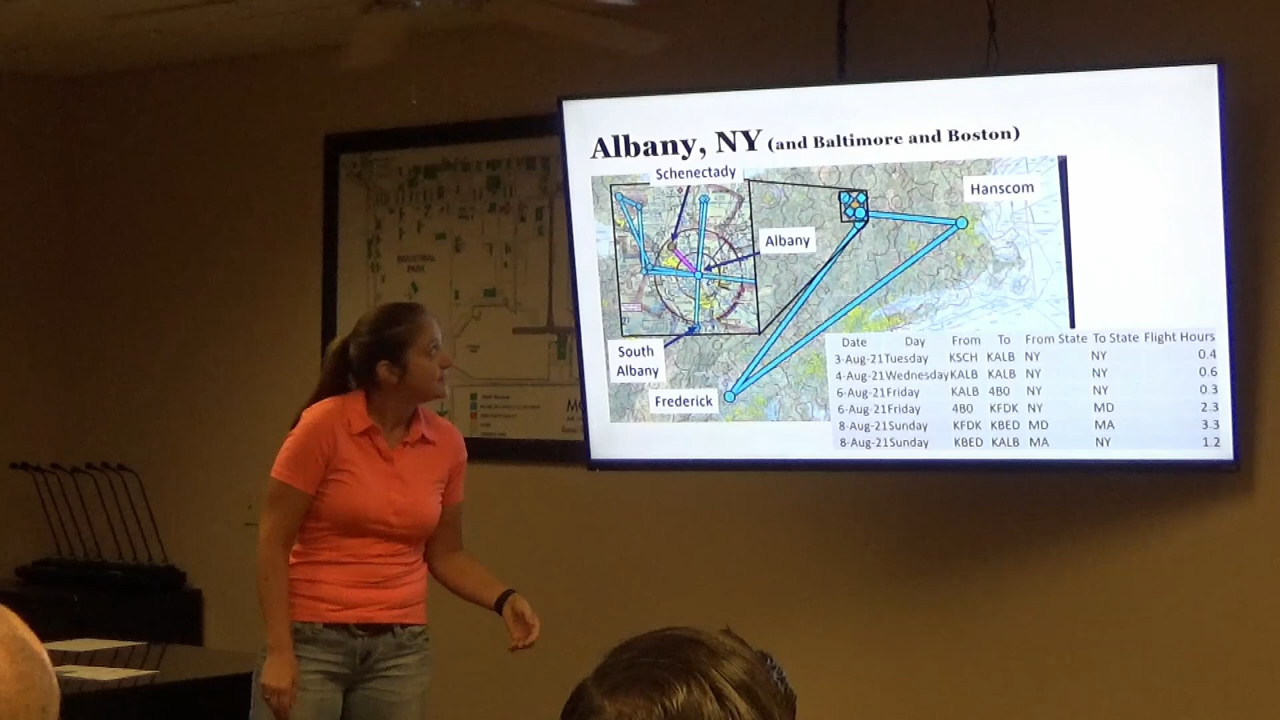 Albany, NY (and Baltimore and Boston)
Schenectady
Hanscom
Albany
South
Albany
Frederick
INDUSTRIAL
PARK
Date Day From To From State To State Flight Hours
3-Aug-21 Tuesday KSCH KALB NY NY 0.4
4-Aug-21 Wednesday KALB KALB NY NY 0.6
6-Aug-21 Friday KALB 4B0 NY NY 0.3
6-Aug-21 Friday 4B0 KFDK NY MD 2.3
8-Aug-21 Sunday KFDK KBED MD MA 3.3
8-Aug-21 Sunday KBED KALB MA NY 1.2